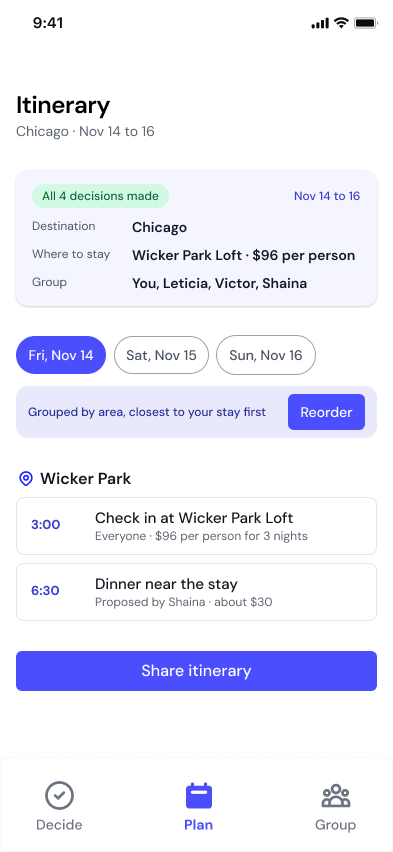 9:41
Itinerary
Chicago · Nov 14 to 16
All 4 decisions made
Nov 14 to 16
Destination
Chicago
Where to stay
Wicker Park Loft · $96 per person
Group
You, Leticia, Victor, Shaina
Fri, Nov 14
Sat, Nov 15
Sun, Nov 16
Grouped by area, closest to your stay first
Reorder
Wicker Park
3:00
Check in at Wicker Park Loft
Everyone · $96 per person for 3 nights
6:30
Dinner near the stay
Proposed by Shaina · about $30
Share itinerary
Decide
Plan
Group